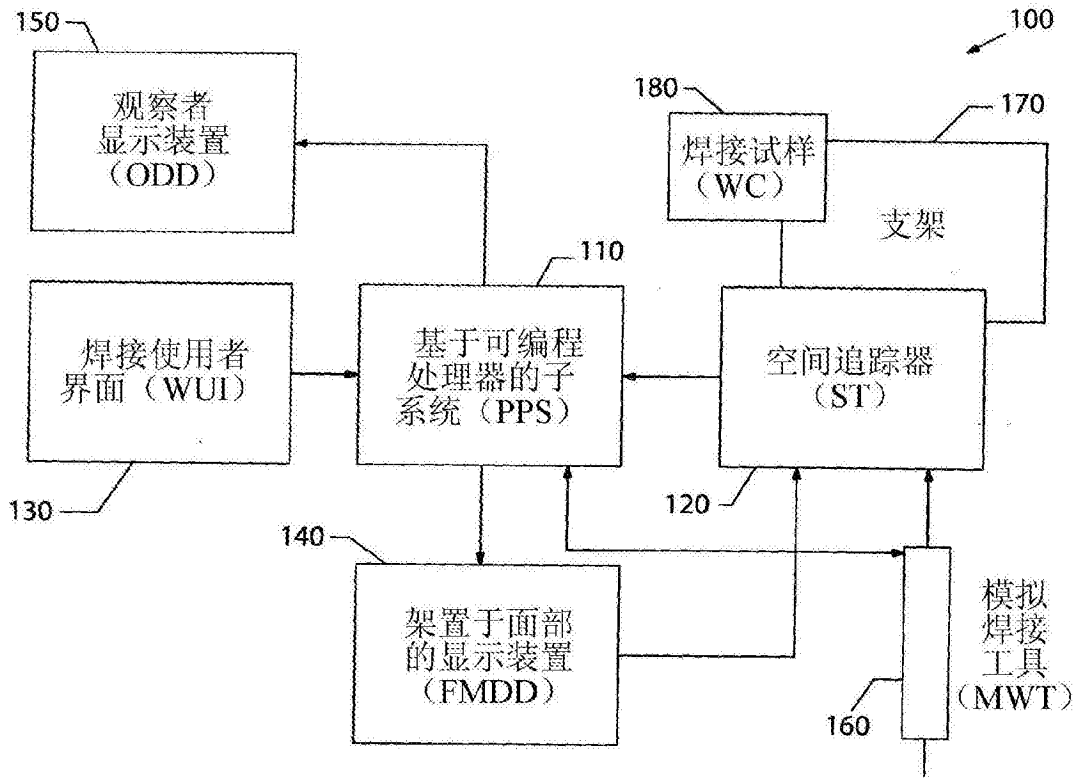 150
100
观察者
显示装置
（ODD）
180
170
焊接试样
（WC）
支架
110
焊接使用者
界面（WUI）
基于可编程
处理器的子
系统（PPS）
空间追踪器
（ST）
130
120
140
架置于面部
的显示装置
（FMDD）
模拟
焊接
工具
（MWT）
160